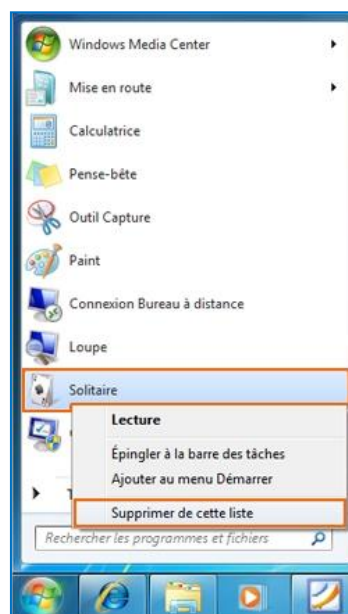 Windows Media Center
Mise en route
Calculatrice
Pense-bête
Outil Capture
Paint
Connexion Bureau à distance
Loupe
Solitaire
Lecture
Épingler à la barre des tâches
Ajouter au menu Démarrer
Supprimer de cette liste
Rechercher les programmes et fichiers